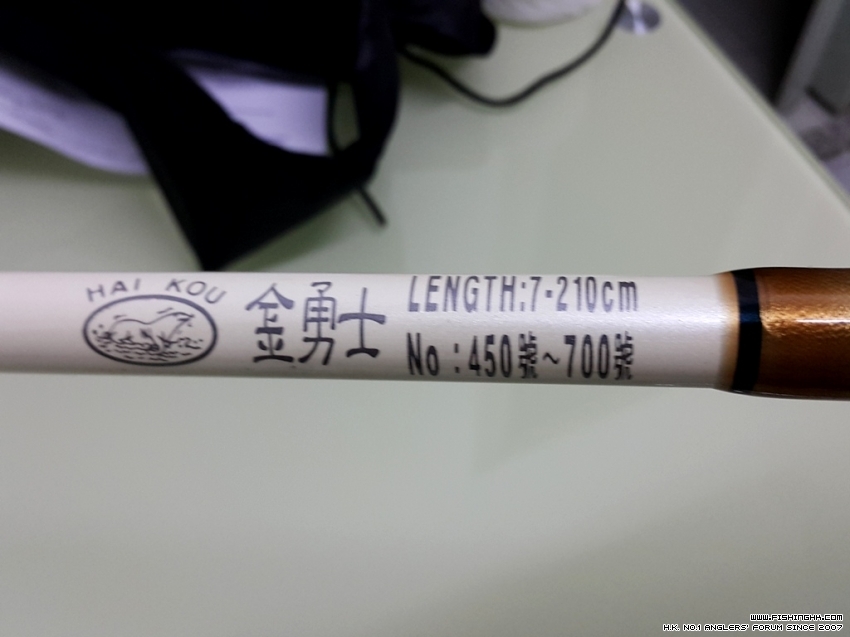 HAI KOU
金勇士
LENGTH:7-210cm
No:450號~700號
WWW.FISHINGHK.COM
H.K. NO.1 ANGLERS' FORUM SINCE 2007